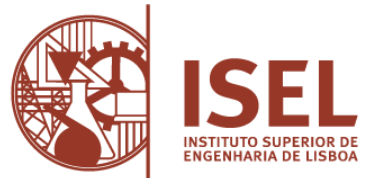 ISEL
INSTITUTO SUPERIOR DE
ENGENHARIA DE LISBOA